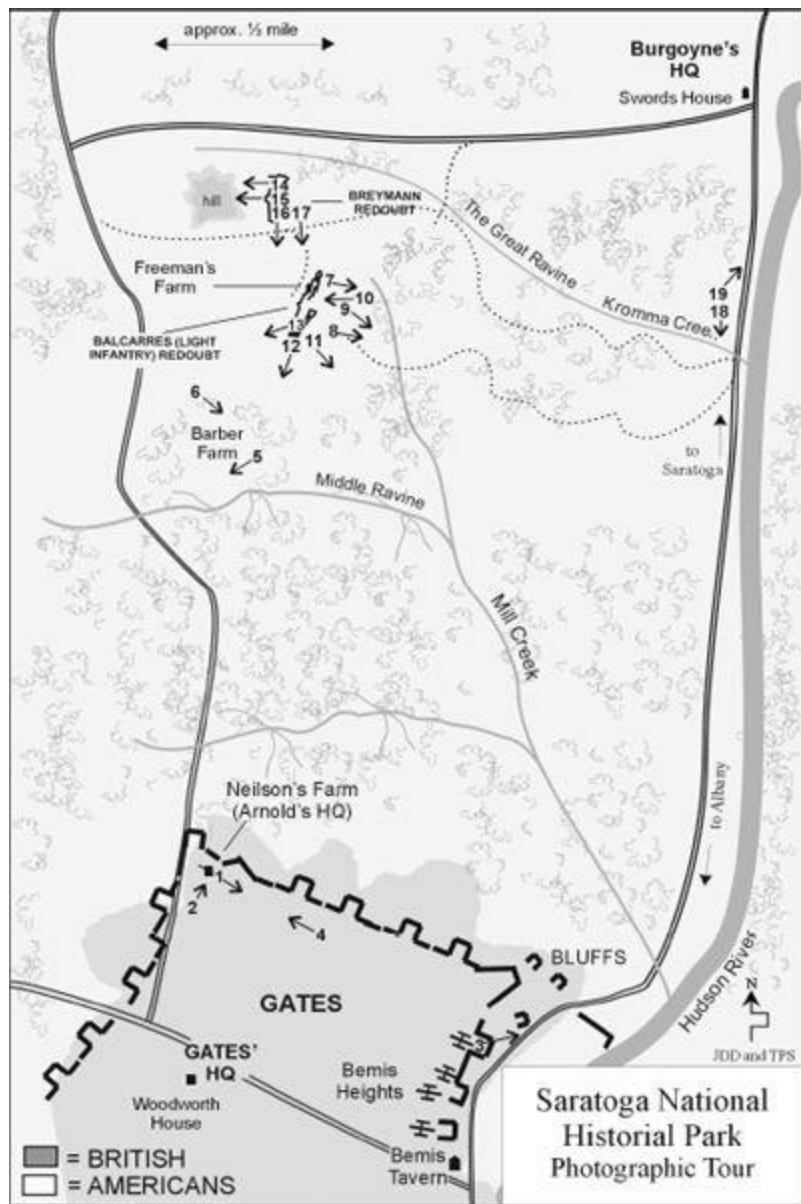 approx. ½ mile
Burgoyne's
HQ
Swords House
hill
14
15
16 17
BREYMANN
REDOUBT
The Great Ravine
Freeman's
Farm
7
10
9
8
13
12 11
Kromma Cree
19
18
BALCARRES (LIGHT
INFANTRY) REDOUBT
6
Barber
Farm
5
to
Saratoga
Middle Ravine
Mill Creek
Neilson's Farm
(Arnold's HQ)
to Albany
1
2
4
BLUFFS
GATES
3
Hudson River
N
JDD and TPS
GATES'
HQ
Woodworth
House
Bemis
Heights
Bemis
Tavern
Saratoga National
Historial Park
Photographic Tour
= BRITISH
= AMERICANS